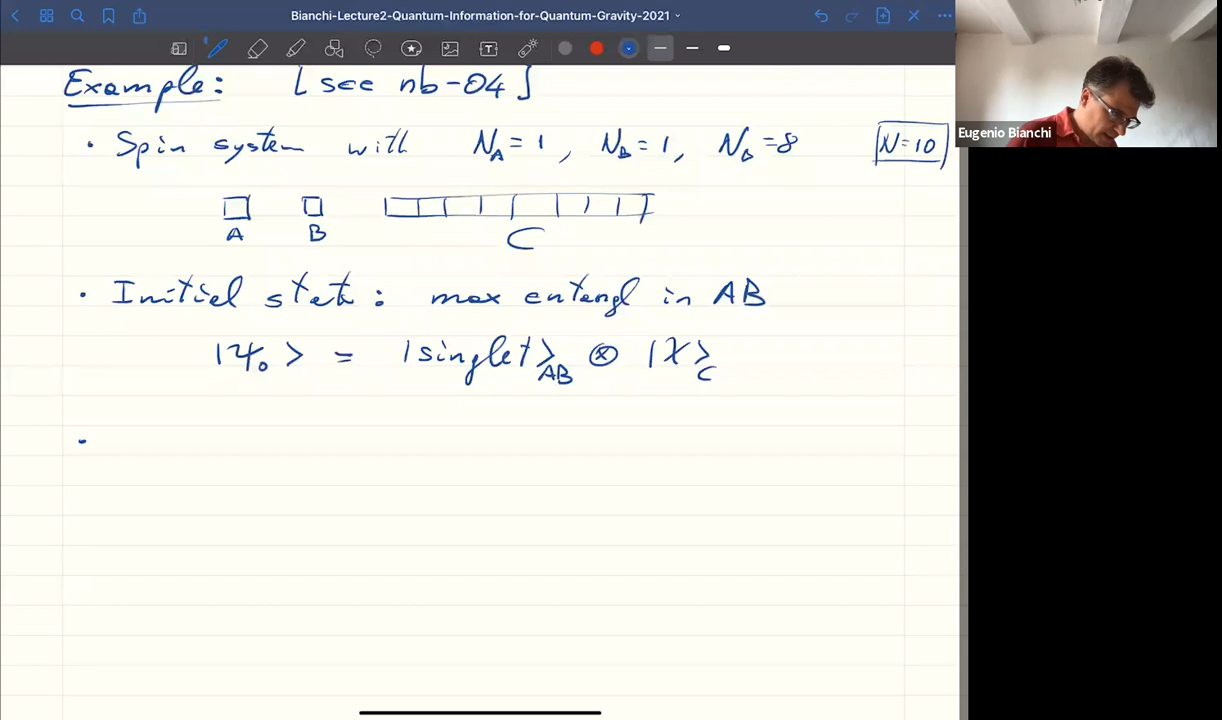 Bianchi-Lecture2-Quantum-Information-for-Quantum-Gravity-2021
Example: [see nb-04]
Eugenio Bianchi
• Spin system with N_A = 1, N_B = 1, N_C = 8 N=10
A B C
• Initial state: max entangl in AB
|ψ₀> = |singlet>_AB ⊗ |χ>_C
•